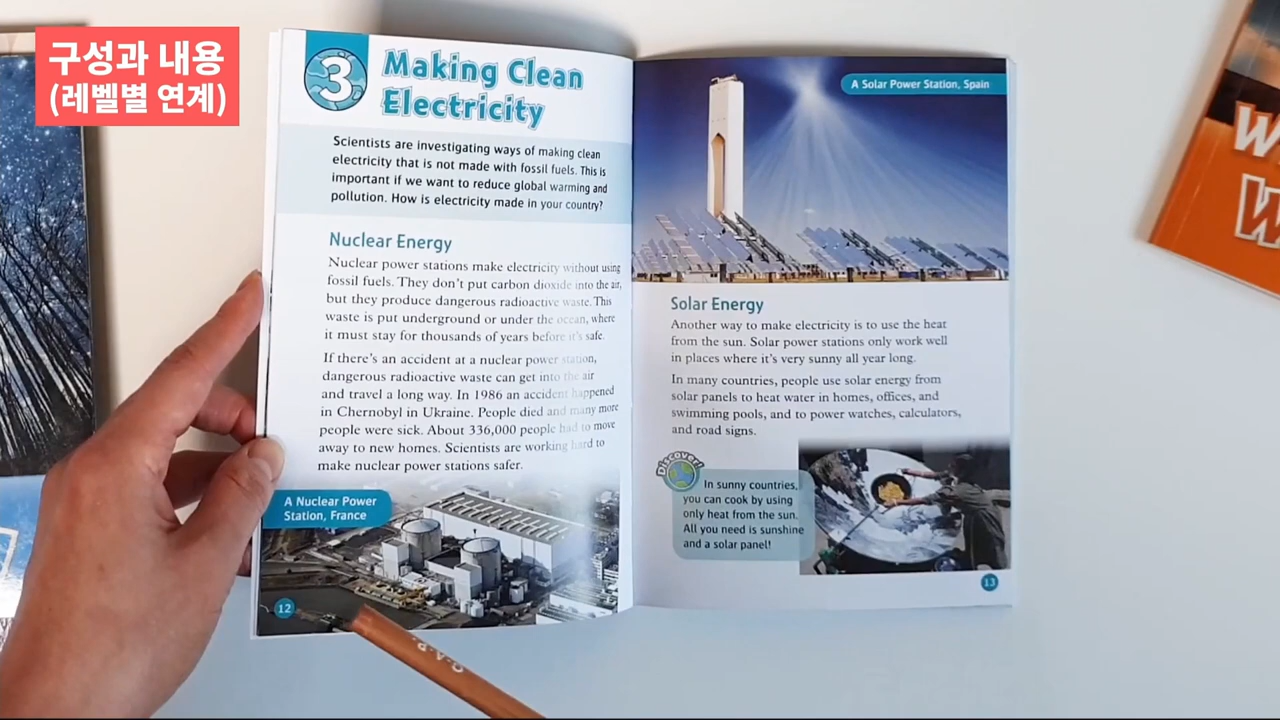 구성과 내용
(레벨별 연계)
3
Making Clean
Electricity
Scientists are investigating ways of making clean
electricity that is not made with fossil fuels. This is
important if we want to reduce global warming and
pollution. How is electricity made in your country?
Nuclear Energy
Nuclear power stations make electricity without using
fossil fuels. They don't put carbon dioxide into the air,
but they produce dangerous radioactive waste. This
waste is put underground or under the ocean, where
it must stay for thousands of years before it's safe.
If there's an accident at a nuclear power station,
dangerous radioactive waste can get into the air
and travel a long way. In 1986 an accident happened
in Chernobyl in Ukraine. People died and many more
people were sick. About 336,000 people had to move
away to new homes. Scientists are working hard to
make nuclear power stations safer.
A Nuclear Power
Station, France
12
A Solar Power Station, Spain
Solar Energy
Another way to make electricity is to use the heat
from the sun. Solar power stations only work well
in places where it's very sunny all year long.
In many countries, people use solar energy from
solar panels to heat water in homes, offices, and
swimming pools, and to power watches, calculators,
and road signs.
Discover!
In sunny countries,
you can cook by using
only heat from the sun.
All you need is sunshine
and a solar panel!
13